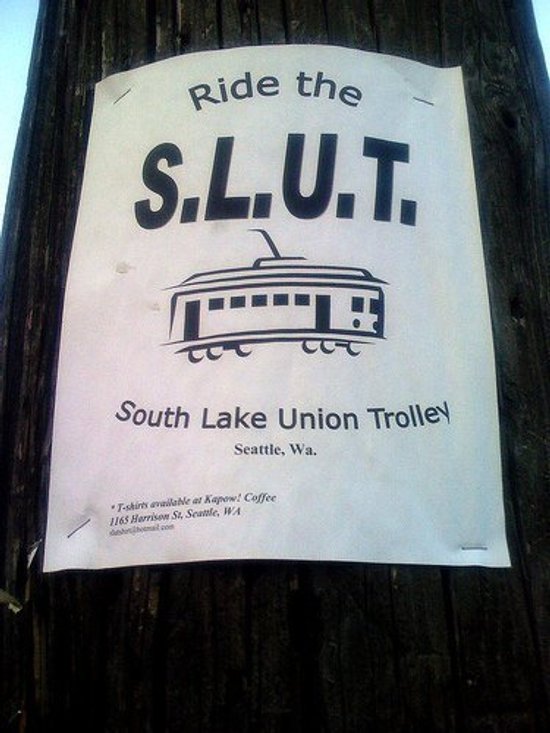 Ride the
S.L.U.T.
South Lake Union Trolley
Seattle, Wa.
* T-shirts available at Kapow! Coffee
1165 Harrison St, Seattle, WA